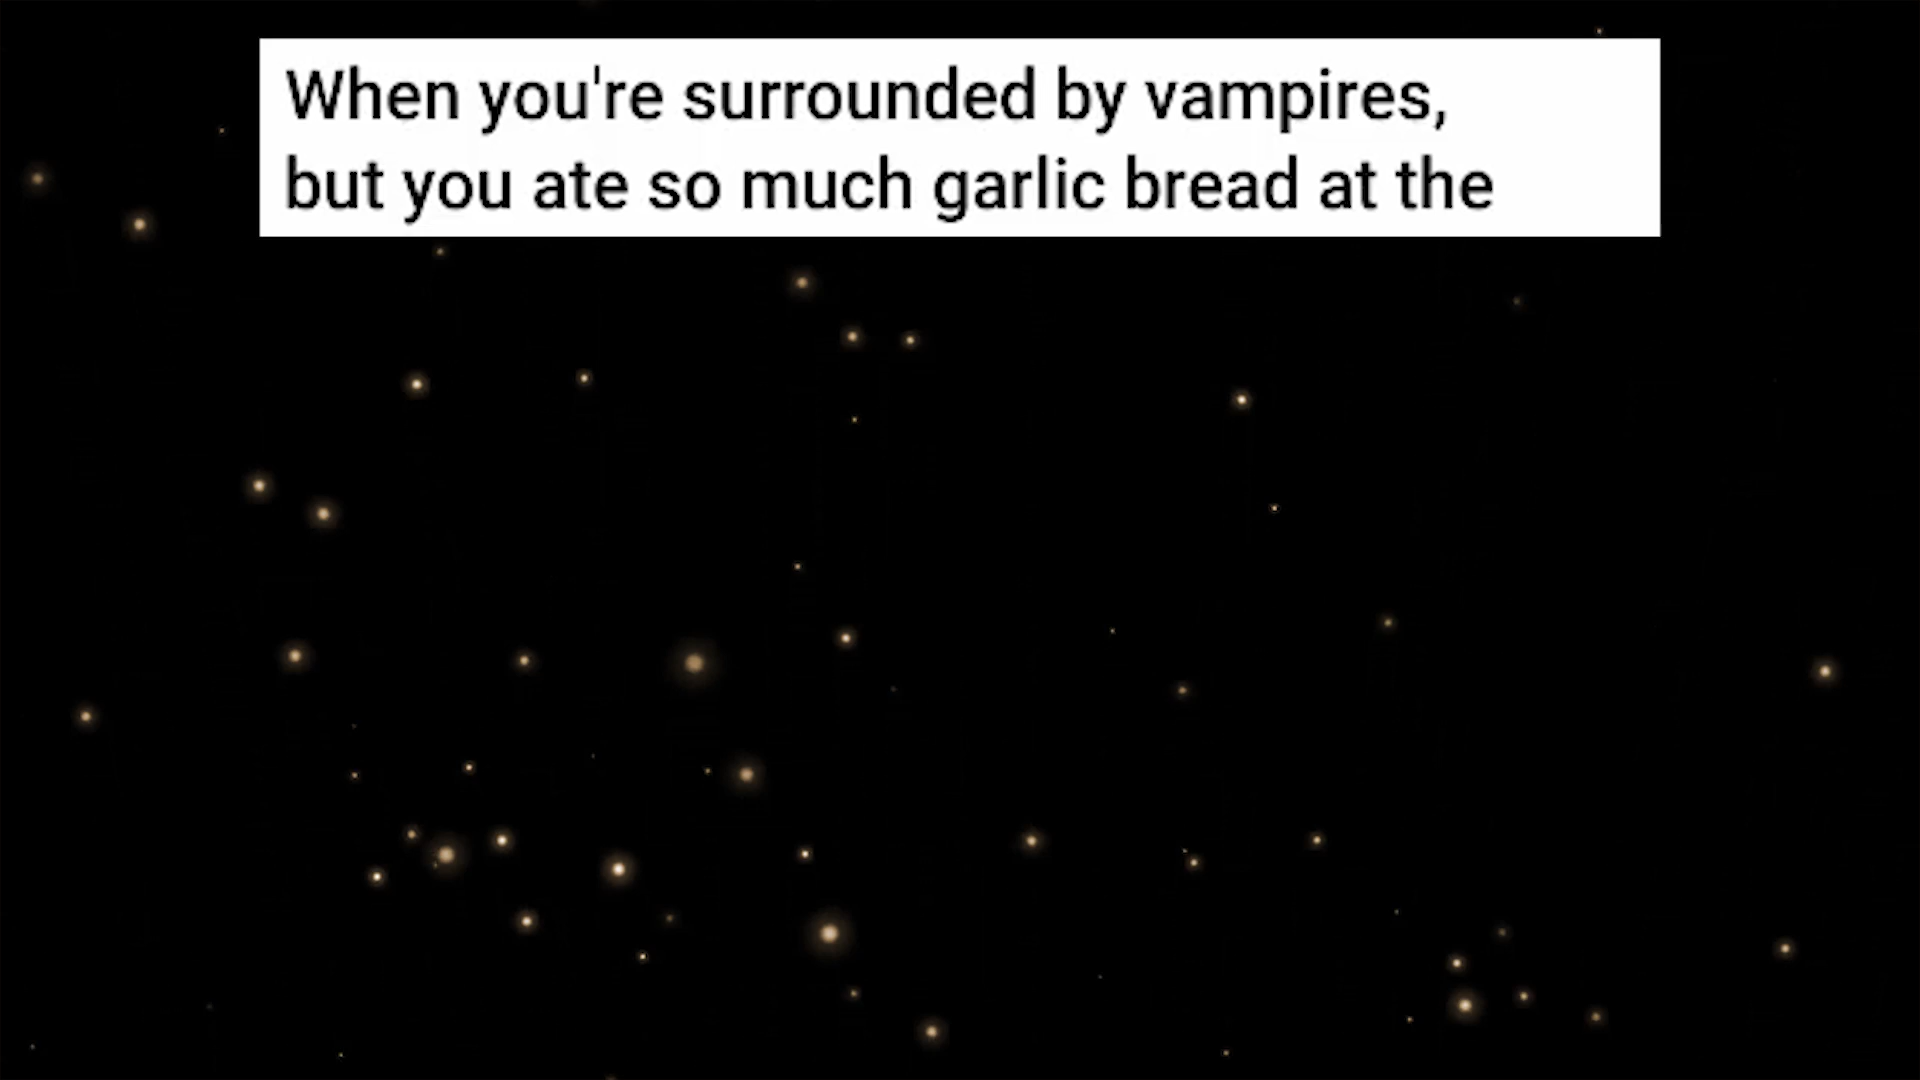 When you're surrounded by vampires,
but you ate so much garlic bread at the